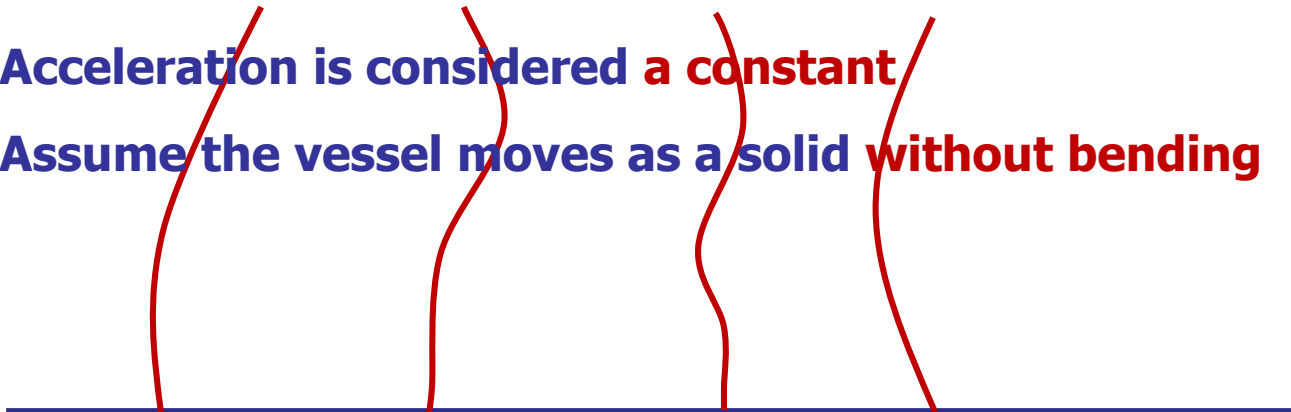 Acceleration is considered a constant
Assume the vessel moves as a solid without bending